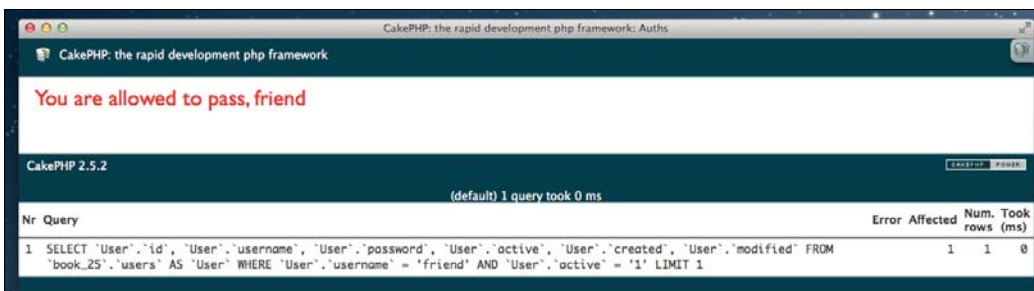 CakePHP: the rapid development php framework: Auths
CakePHP: the rapid development php framework
You are allowed to pass, friend
CakePHP 2.5.2
CAKEPHP POWER
(default) 1 query took 0 ms
Nr Query Error Affected Num. rows Took (ms)
1 SELECT `User`.`id`, `User`.`username`, `User`.`password`, `User`.`active`, `User`.`created`, `User`.`modified` FROM 1 1 0
`book_25`.`users` AS `User` WHERE `User`.`username` = 'friend' AND `User`.`active` = '1' LIMIT 1